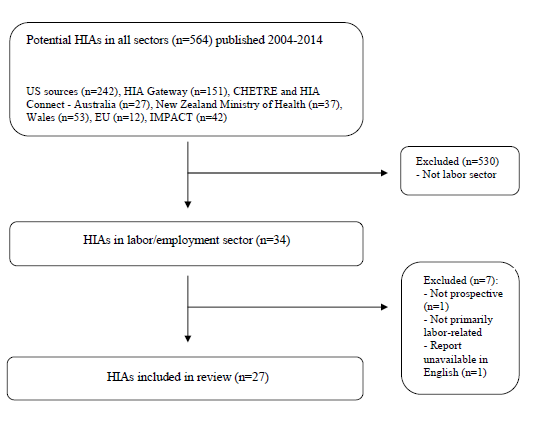 Potential HIAs in all sectors (n=564) published 2004-2014
US sources (n=242), HIA Gateway (n=151), CHETRE and HIA
Connect - Australia (n=27), New Zealand Ministry of Health (n=37),
Wales (n=53), EU (n=12), IMPACT (n=42)
Excluded (n=530)
- Not labor sector
HIAs in labor/employment sector (n=34)
Excluded (n=7):
- Not prospective
(n=1)
- Not primarily
labor-related
- Report
unavailable in
English (n=1)
HIAs included in review (n=27)